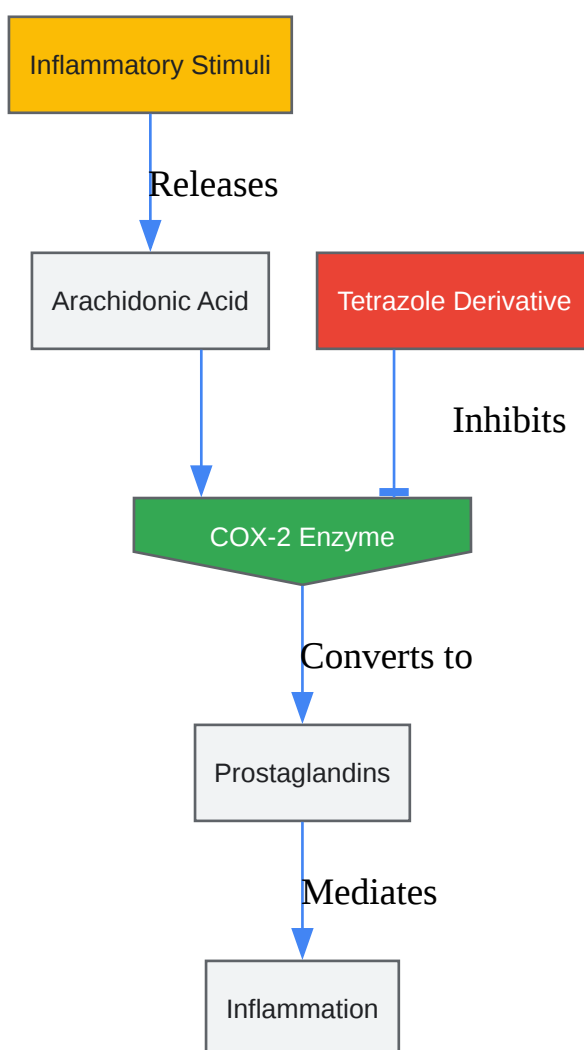 Inflammatory Stimuli
Releases
Arachidonic Acid
Tetrazole Derivative
Inhibits
COX-2 Enzyme
Converts to
Prostaglandins
Mediates
Inflammation